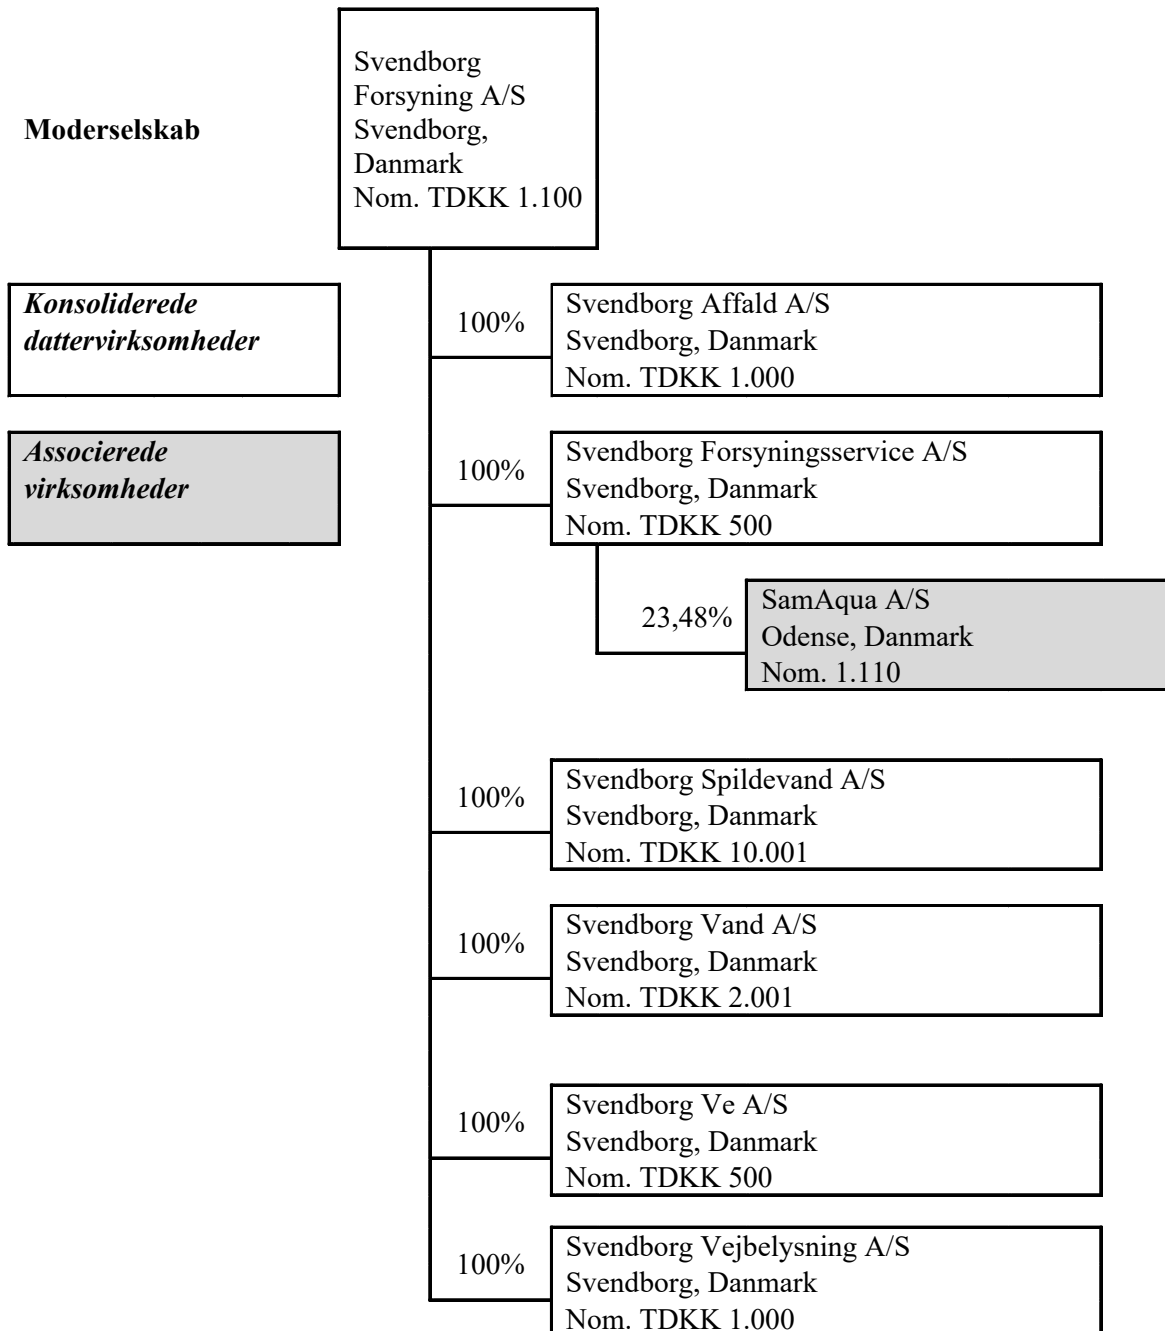 Moderselskab
Svendborg
Forsyning A/S
Svendborg,
Danmark
Nom. TDKK 1.100
Konsoliderede
dattervirksomheder
100%
Svendborg Affald A/S
Svendborg, Danmark
Nom. TDKK 1.000
Associerede
virksomheder
100%
Svendborg Forsyningsservice A/S
Svendborg, Danmark
Nom. TDKK 500
23,48%
SamAqua A/S
Odense, Danmark
Nom. 1.110
100%
Svendborg Spildevand A/S
Svendborg, Danmark
Nom. TDKK 10.001
100%
Svendborg Vand A/S
Svendborg, Danmark
Nom. TDKK 2.001
100%
Svendborg Ve A/S
Svendborg, Danmark
Nom. TDKK 500
100%
Svendborg Vejbelysning A/S
Svendborg, Danmark
Nom. TDKK 1.000